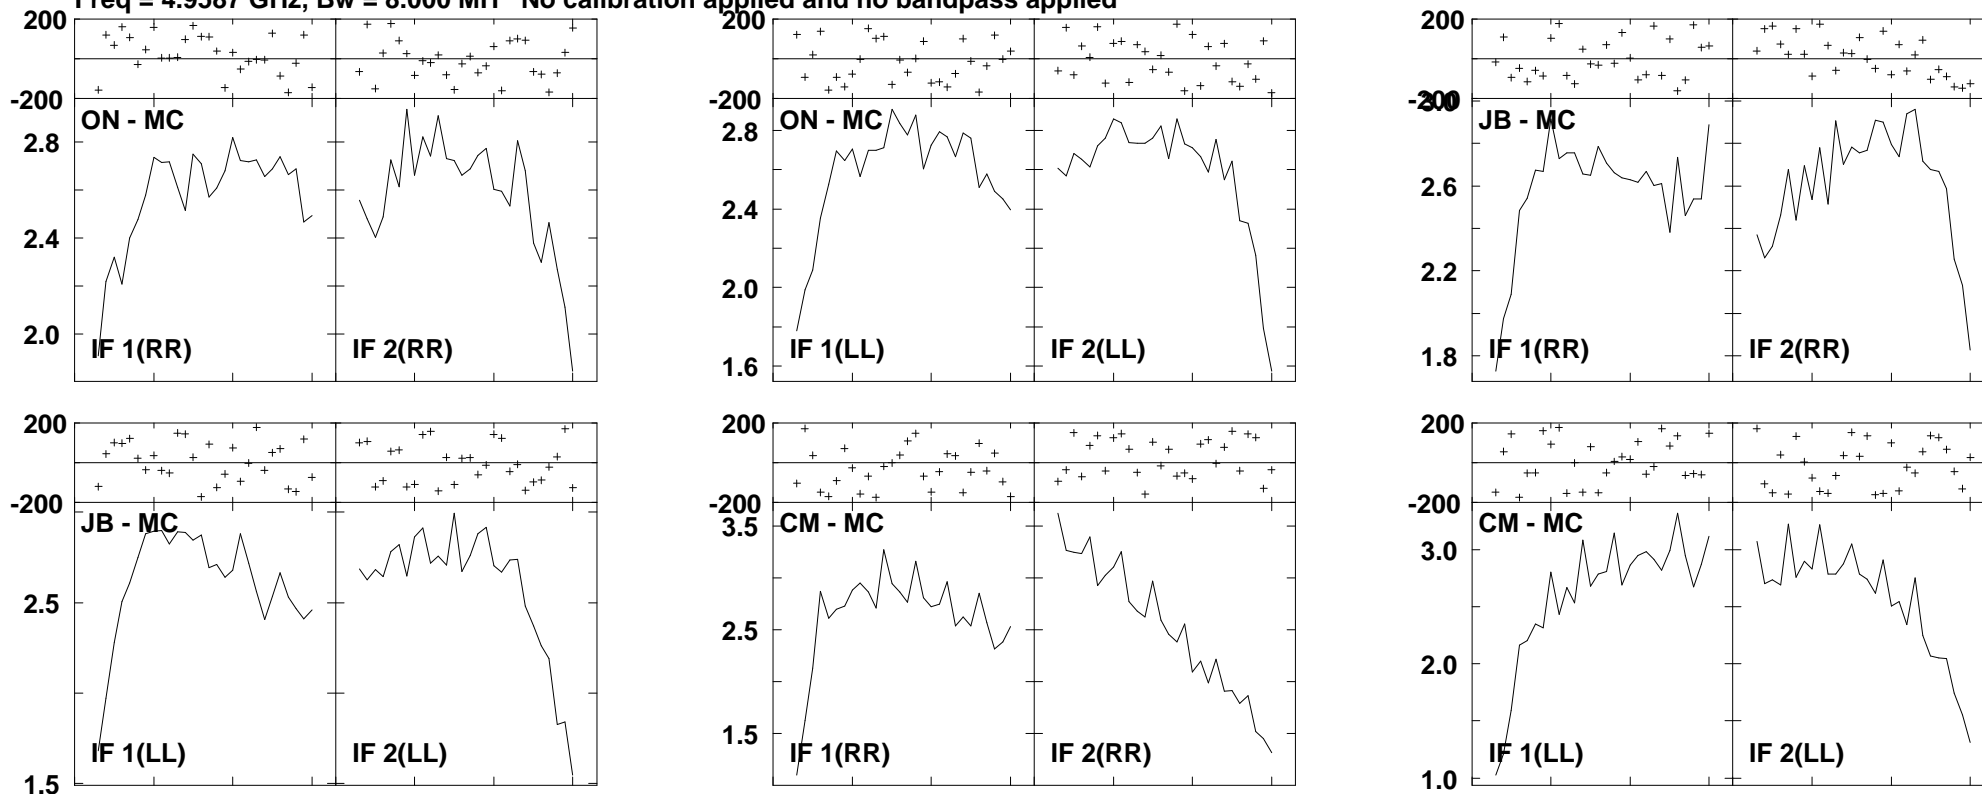 Freq = 4.9587 GHz, Bw = 8.000 MH No calibration applied and no bandpass applied
200
-200
ON - MC
2.8
2.4
2.0
IF 1(RR)
IF 2(RR)
200
-200
ON - MC
2.8
2.4
2.0
1.6
IF 1(LL)
IF 2(LL)
200
-200
3.0
JB - MC
2.6
2.2
1.8
IF 1(RR)
IF 2(RR)
200
-200
JB - MC
2.5
1.5
IF 1(LL)
IF 2(LL)
200
-200
3.5
CM - MC
2.5
1.5
IF 1(RR)
IF 2(RR)
200
-200
CM - MC
3.0
2.0
1.0
IF 1(LL)
IF 2(LL)